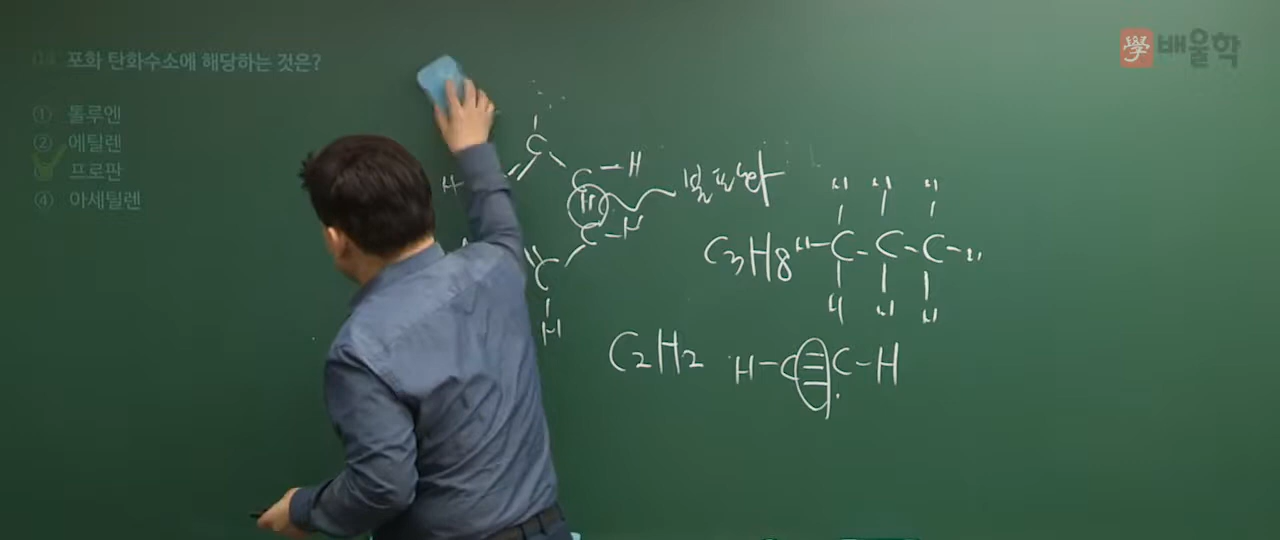 포화 탄화수소에 해당하는 것은?
① 톨루엔
② 에틸렌
프로판
④ 아세틸렌
學 배울학
C
H
C-H
H
C-H
C
H
불포화
C3H8
H H H
H-C-C-C-H
H H H
C2H2 H-C≡C-H